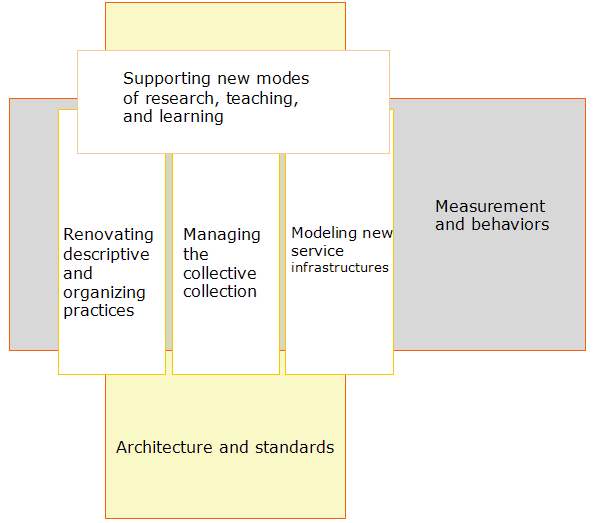 Supporting new modes
of research, teaching,
and learning
Renovating
descriptive
and
organizing
practices
Managing
the
collective
collection
Modeling new
service
infrastructures
Measurement
and behaviors
Architecture and standards